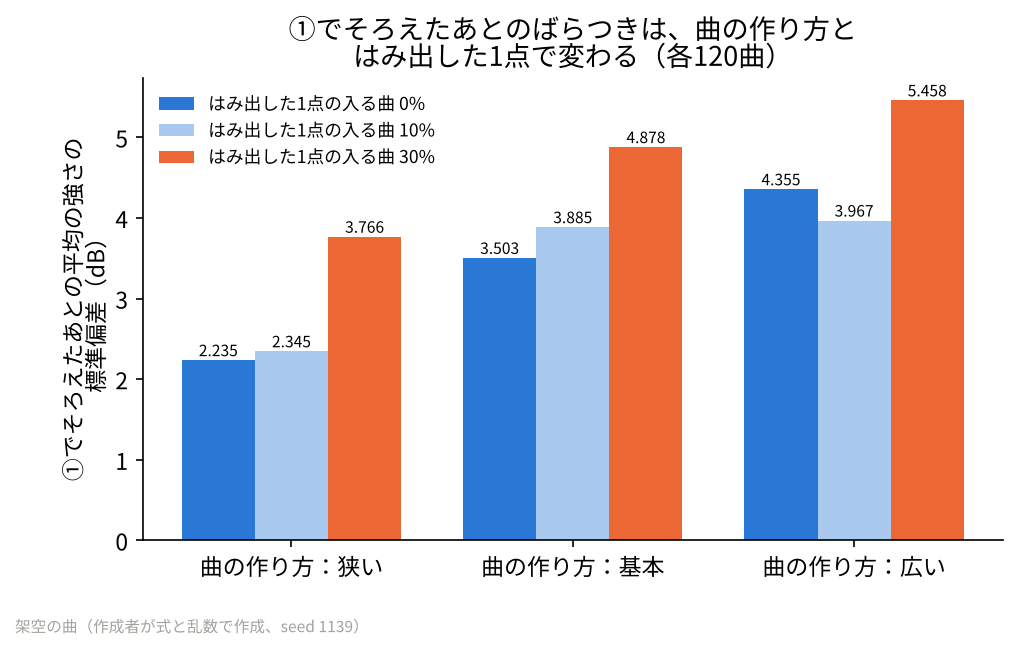 ①でそろえたあとのばらつきは、曲の作り方と
はみ出した1点で変わる（各120曲）
①でそろえたあとの平均の強さの
標準偏差（dB）
はみ出した1点の入る曲 0%
はみ出した1点の入る曲 10%
はみ出した1点の入る曲 30%
5
4
3
2
1
0
2.235
2.345
3.766
3.503
3.885
4.878
4.355
3.967
5.458
曲の作り方：狭い
曲の作り方：基本
曲の作り方：広い
架空の曲（作成者が式と乱数で作成、seed 1139）